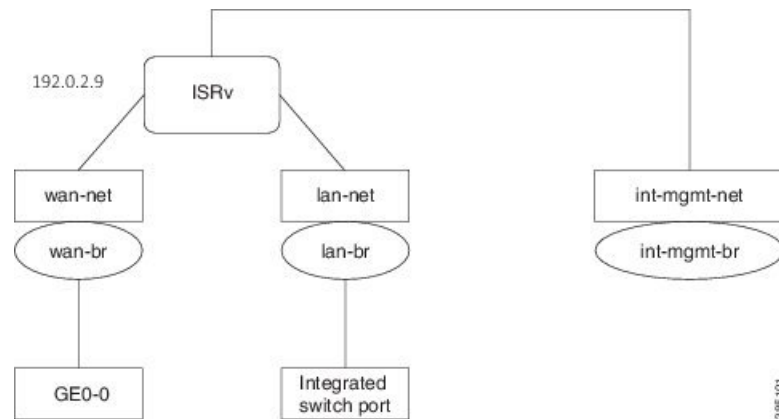 192.0.2.9
ISRv
wan-net
lan-net
int-mgmt-net
wan-br
lan-br
int-mgmt-br
GE0-0
Integrated
switch port